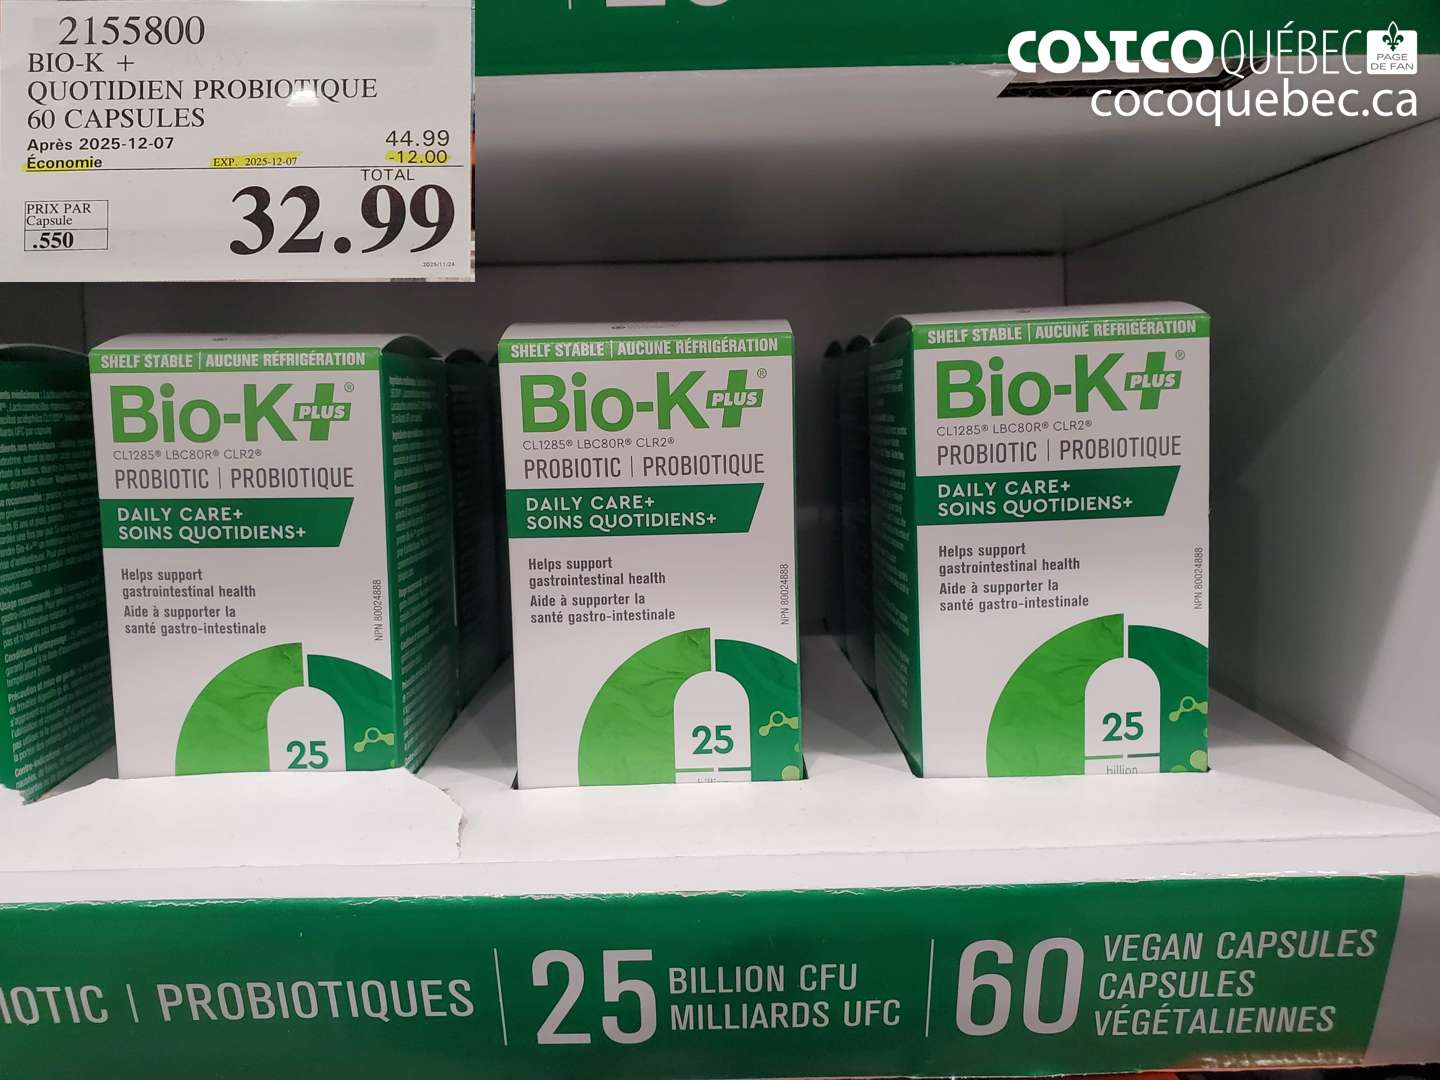 2155800
BIO-K +
QUOTIDIEN PROBIOTIQUE
60 CAPSULES
Après 2025-12-07 44.99
Économie EXP. 2025-12-07 -12.00
TOTAL
32.99
PRIX PAR
Capsule
.550
2025/11/24
COSTCO QUÉBEC PAGE DE FAN
cocoquebec.ca
SHELF STABLE | AUCUNE RÉFRIGÉRATION
Bio-K+ PLUS®
CL1285® LBC80R® CLR2®
PROBIOTIC | PROBIOTIQUE
DAILY CARE+
SOINS QUOTIDIENS+
Helps support
gastrointestinal health
Aide à supporter la
santé gastro-intestinale
NPN 80024888
25
SHELF STABLE | AUCUNE RÉFRIGÉRATION
Bio-K+ PLUS®
CL1285® LBC80R® CLR2®
PROBIOTIC | PROBIOTIQUE
DAILY CARE+
SOINS QUOTIDIENS+
Helps support
gastrointestinal health
Aide à supporter la
santé gastro-intestinale
NPN 80024888
25
SHELF STABLE | AUCUNE RÉFRIGÉRATION
Bio-K+ PLUS®
CL1285® LBC80R® CLR2®
PROBIOTIC | PROBIOTIQUE
DAILY CARE+
SOINS QUOTIDIENS+
Helps support
gastrointestinal health
Aide à supporter la
santé gastro-intestinale
NPN 80024888
25
billion
IOTIC | PROBIOTIQUES
25 BILLION CFU
MILLIARDS UFC
60 VEGAN CAPSULES
CAPSULES
VÉGÉTALIENNES